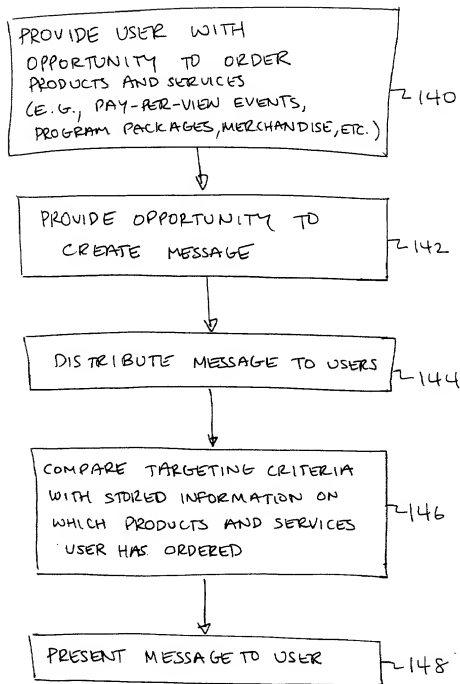 PROVIDE USER WITH
OPPORTUNITY TO ORDER
PRODUCTS AND SERVICES
(E.G., PAY-PER-VIEW EVENTS,
PROGRAM PACKAGES, MERCHANDISE, ETC.)
140
PROVIDE OPPORTUNITY TO
CREATE MESSAGE
142
DISTRIBUTE MESSAGE TO USERS
144
COMPARE TARGETING CRITERIA
WITH STORED INFORMATION ON
WHICH PRODUCTS AND SERVICES
USER HAS ORDERED
146
PRESENT MESSAGE TO USER
148